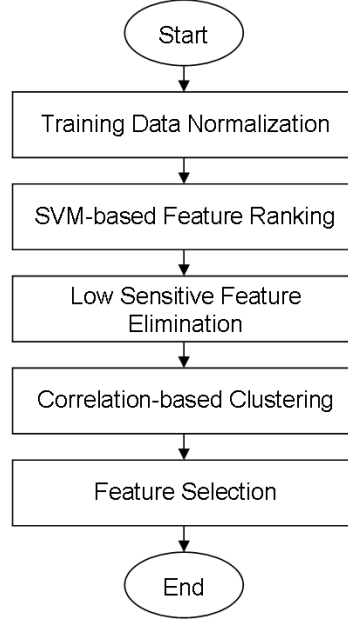 Start
Training Data Normalization
SVM-based Feature Ranking
Low Sensitive Feature
Elimination
Correlation-based Clustering
Feature Selection
End